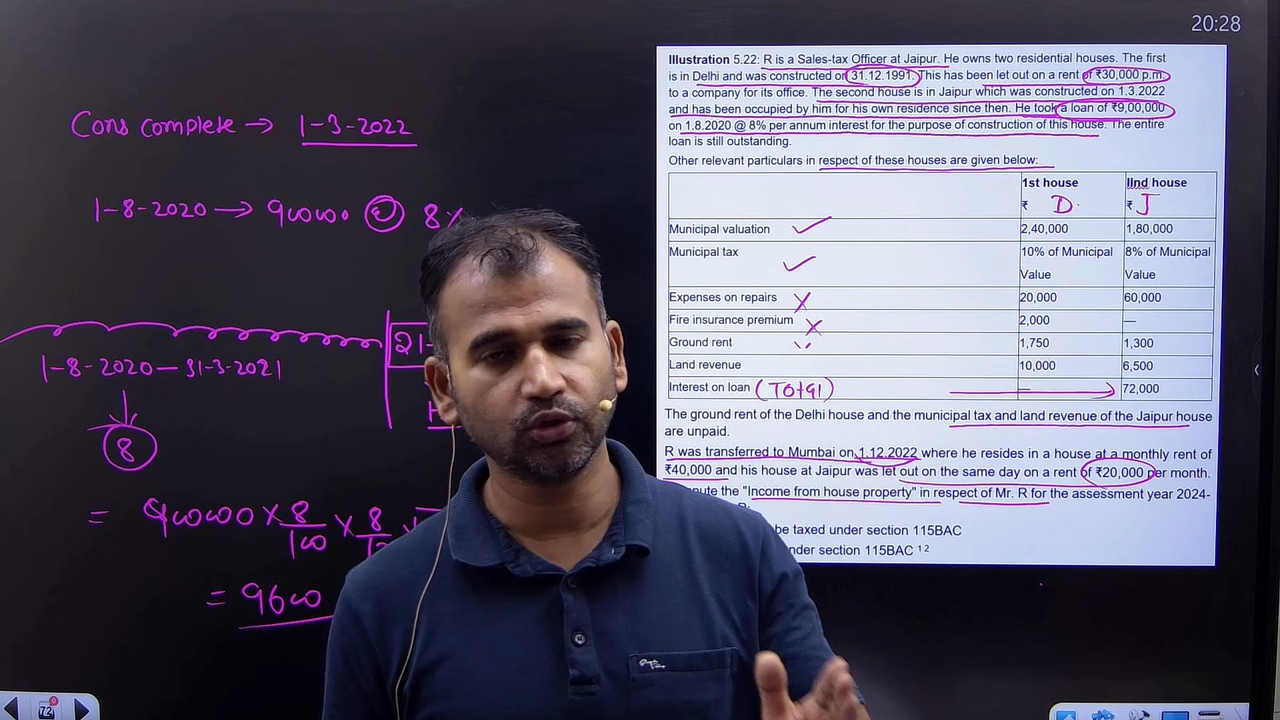 20:28
Cons complete → 1-3-2022
1-8-2020 → 900000 @ 8%
1-8-2020 — 31-3-2021
8
= 900000 × 8/100 × 8/
= 9600
Illustration 5.22: R is a Sales-tax Officer at Jaipur. He owns two residential houses. The first
is in Delhi and was constructed on 31.12.1991. This has been let out on a rent of ₹30,000 p.m.
to a company for its office. The second house is in Jaipur which was constructed on 1.3.2022
and has been occupied by him for his own residence since then. He took a loan of ₹9,00,000
on 1.8.2020 @ 8% per annum interest for the purpose of construction of this house. The entire
loan is still outstanding.
Other relevant particulars in respect of these houses are given below:
1st house IInd house
₹ D. ₹ J
Municipal valuation 2,40,000 1,80,000
Municipal tax 10% of Municipal Value 8% of Municipal Value
Expenses on repairs 20,000 60,000
Fire insurance premium 2,000 —
Ground rent 1,750 1,300
Land revenue 10,000 6,500
Interest on loan (Total) — 72,000
The ground rent of the Delhi house and the municipal tax and land revenue of the Jaipur house
are unpaid.
R was transferred to Mumbai on 1.12.2022 where he resides in a house at a monthly rent of
₹40,000 and his house at Jaipur was let out on the same day on a rent of ₹20,000 per month.
the "Income from house property" in respect of Mr. R for the assessment year 2024-
be taxed under section 115BAC
under section 115BAC 12
72